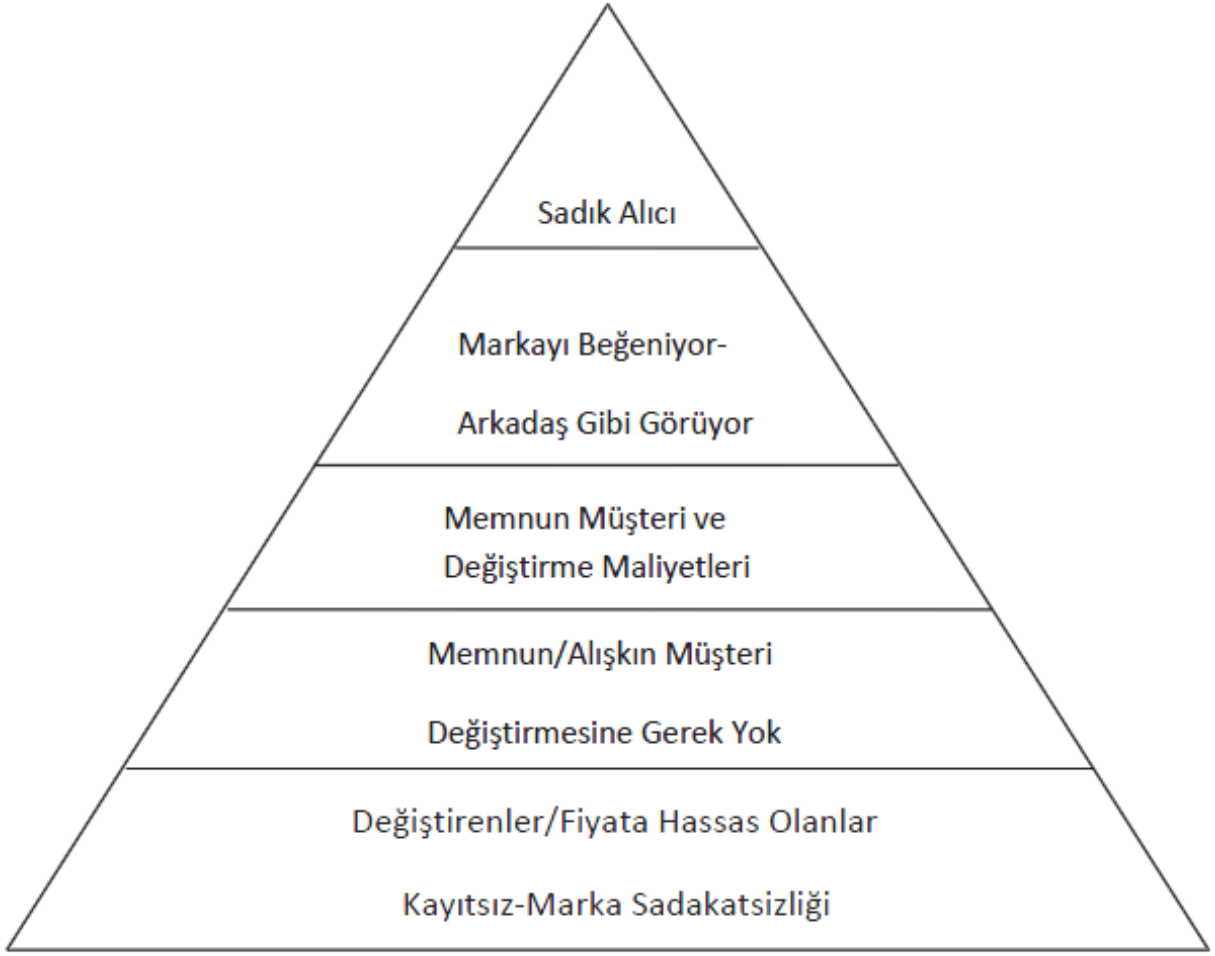 Sadık Alıcı
Markayı Beğeniyor-
Arkadaş Gibi Görüyor
Memnun Müşteri ve
Değiştirme Maliyetleri
Memnun/Alışkın Müşteri
Değiştirmesine Gerek Yok
Değiştirenler/Fiyata Hassas Olanlar
Kayıtsız-Marka Sadakatsizliği